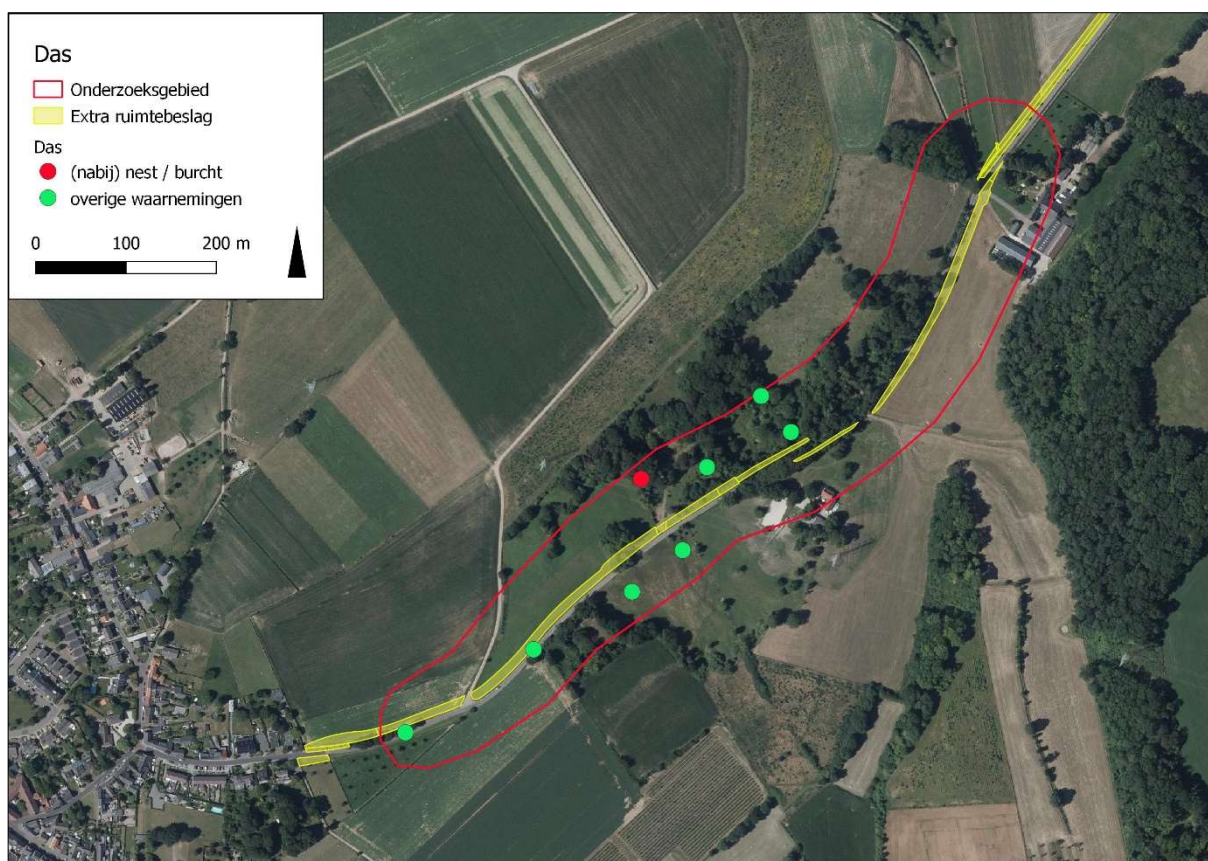 Das
Onderzoeksgebied
Extra ruimtebeslag
Das
(nabij) nest / burcht
overige waarnemingen
0 100 200 m